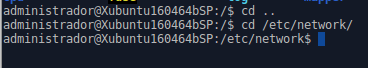 administrador@Xubuntu160464bSP:/$ cd ..
administrador@Xubuntu160464bSP:/$ cd /etc/network/
administrador@Xubuntu160464bSP:/etc/network$